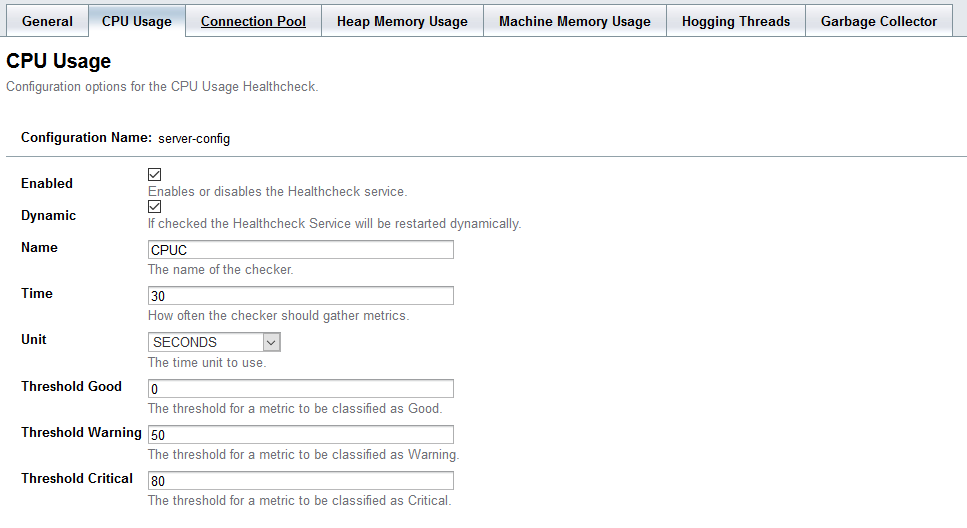 General CPU Usage Connection Pool Heap Memory Usage Machine Memory Usage Hogging Threads Garbage Collector
CPU Usage
Configuration options for the CPU Usage Healthcheck.
Configuration Name: server-config
Enabled
Enables or disables the Healthcheck service.
Dynamic
If checked the Healthcheck Service will be restarted dynamically.
Name CPUC
The name of the checker.
Time 30
How often the checker should gather metrics.
Unit SECONDS
The time unit to use.
Threshold Good 0
The threshold for a metric to be classified as Good.
Threshold Warning 50
The threshold for a metric to be classified as Warning.
Threshold Critical 80
The threshold for a metric to be classified as Critical.